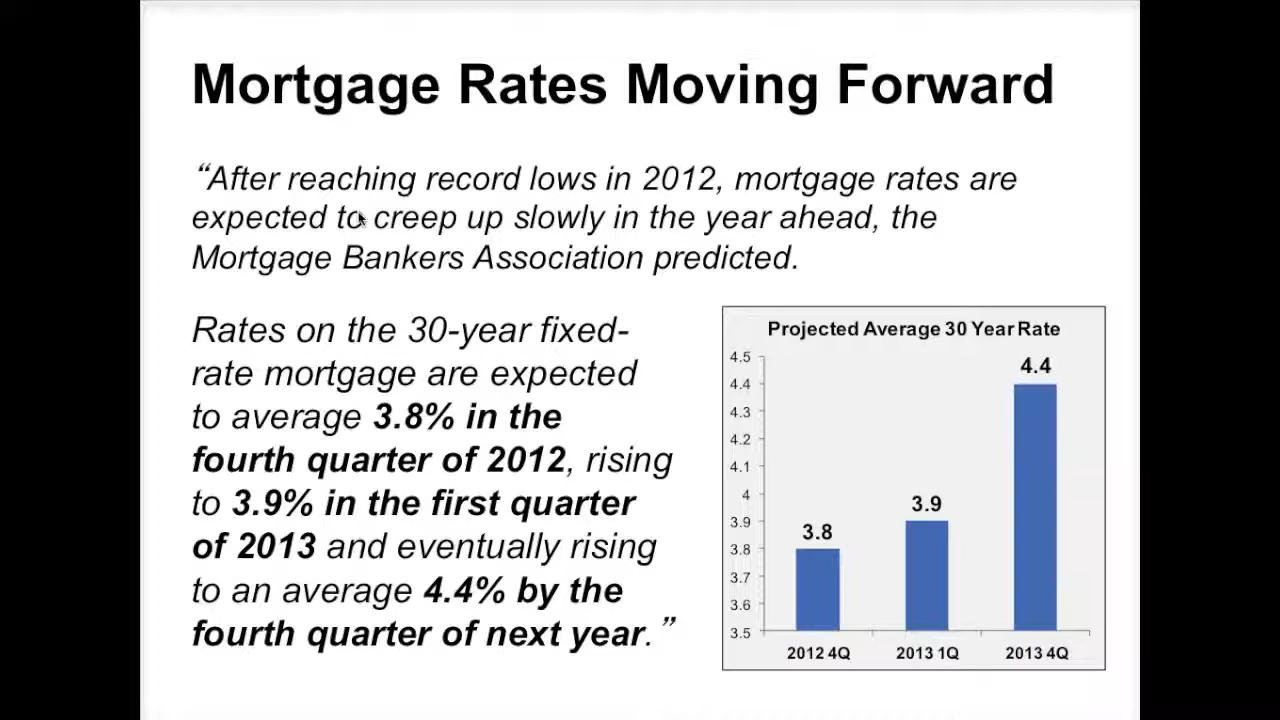 Mortgage Rates Moving Forward
“After reaching record lows in 2012, mortgage rates are
expected to creep up slowly in the year ahead, the
Mortgage Bankers Association predicted.
Rates on the 30-year fixed-
rate mortgage are expected
to average 3.8% in the
fourth quarter of 2012, rising
to 3.9% in the first quarter
of 2013 and eventually rising
to an average 4.4% by the
fourth quarter of next year.”
Projected Average 30 Year Rate
4.5
4.4
4.3
4.2
4.1
4
3.9
3.8
3.7
3.6
3.5
3.8
3.9
4.4
2012 4Q
2013 1Q
2013 4Q